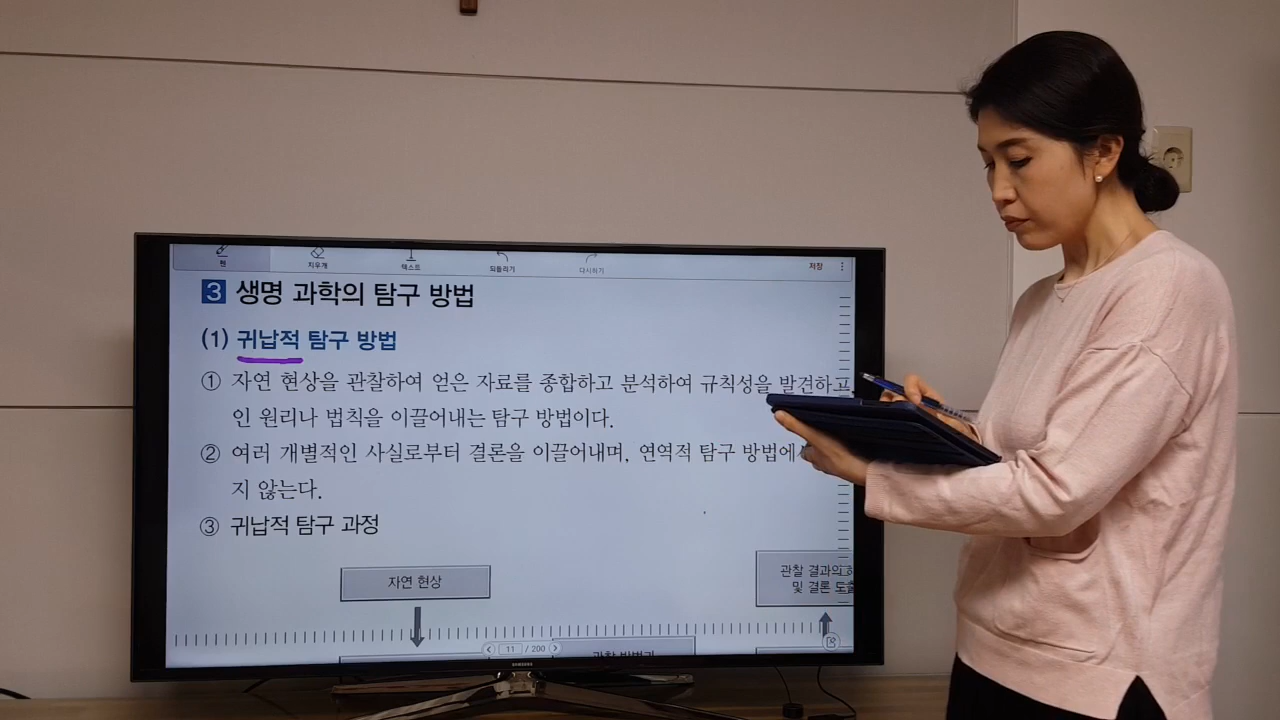 펜 지우개 텍스트 되돌리기 다시하기 저장
3 생명 과학의 탐구 방법
(1) 귀납적 탐구 방법
① 자연 현상을 관찰하여 얻은 자료를 종합하고 분석하여 규칙성을 발견하고,
인 원리나 법칙을 이끌어내는 탐구 방법이다.
② 여러 개별적인 사실로부터 결론을 이끌어내며, 연역적 탐구 방법에
지 않는다.
③ 귀납적 탐구 과정
자연 현상
관찰 결과의
및 결론
11 / 200
관찰 방법과
SAMSUNG